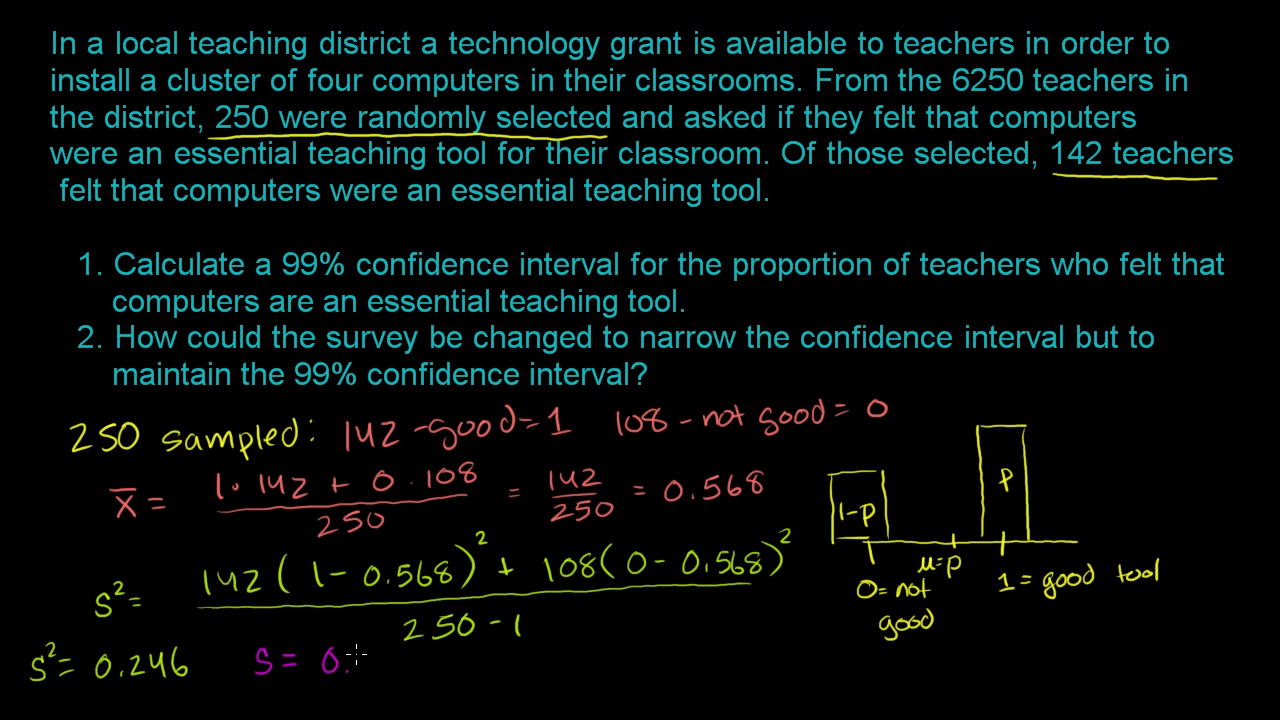 In a local teaching district a technology grant is available to teachers in order to
install a cluster of four computers in their classrooms. From the 6250 teachers in
the district, 250 were randomly selected and asked if they felt that computers
were an essential teaching tool for their classroom. Of those selected, 142 teachers
felt that computers were an essential teaching tool.
1. Calculate a 99% confidence interval for the proportion of teachers who felt that
computers are an essential teaching tool.
2. How could the survey be changed to narrow the confidence interval but to
maintain the 99% confidence interval?
250 sampled: 142 - good = 1 108 - not good = 0
x̅ = (1 · 142 + 0 · 108) / 250 = 142/250 = 0.568
S² = (142(1 - 0.568)² + 108(0 - 0.568)²) / (250 - 1)
S² = 0.246 S = 0.
1-p
p
μ=p
0 = not
good
1 = good tool